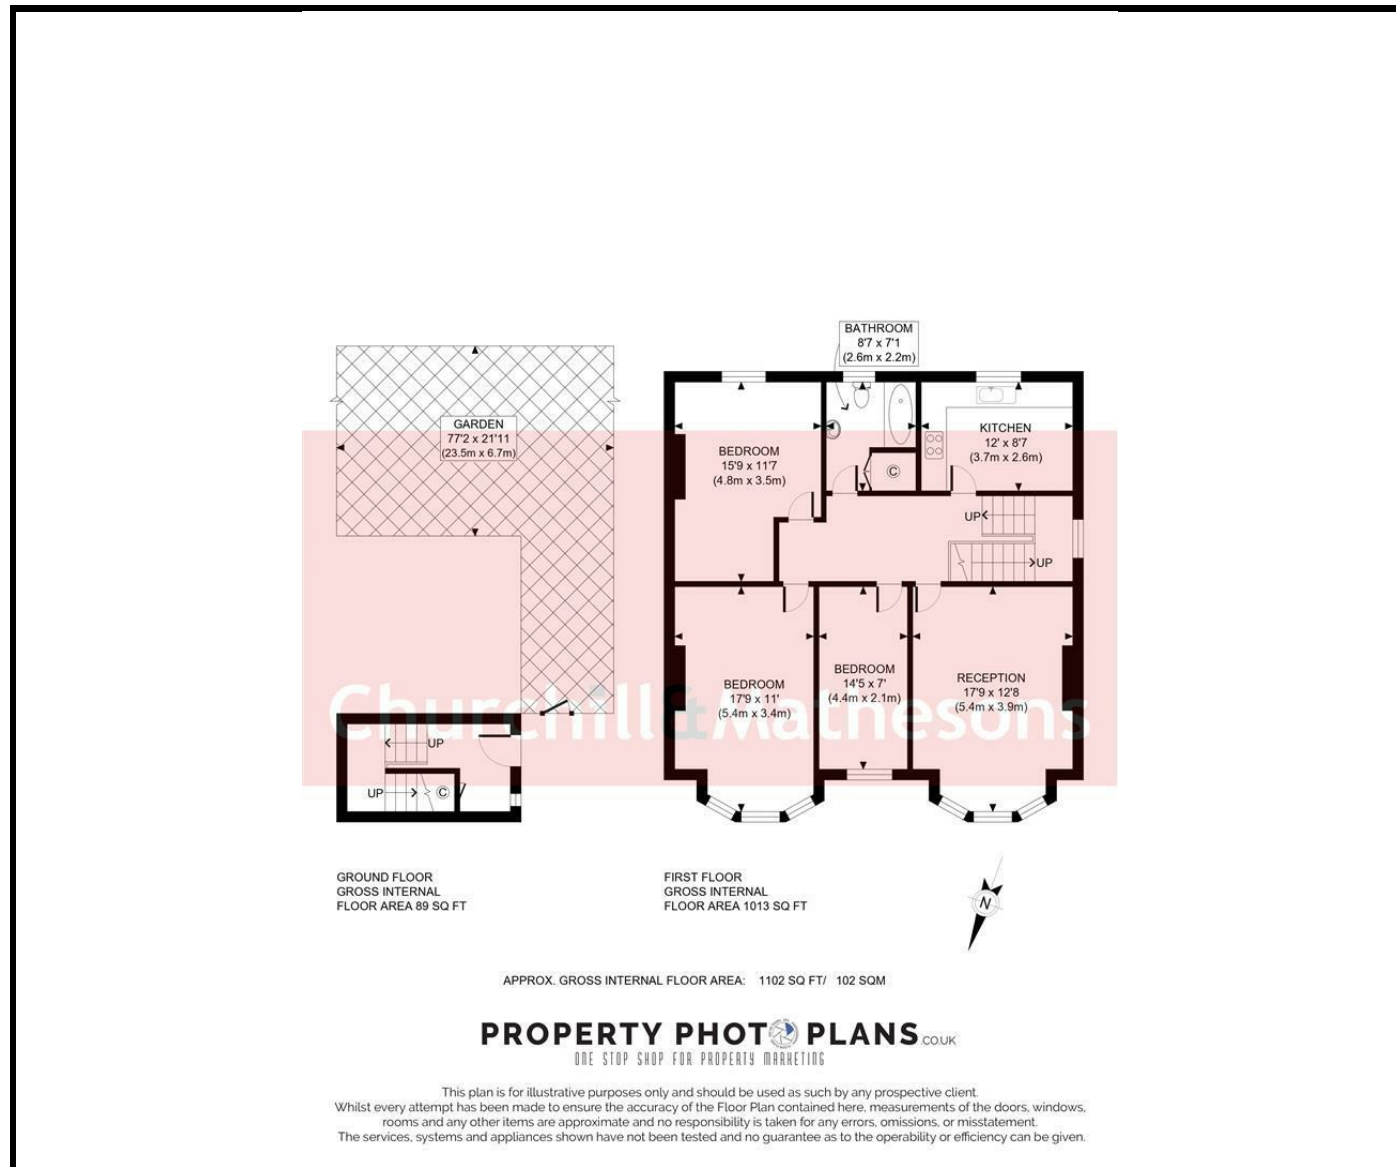 BATHROOM
8'7 x 7'1
(2.6m x 2.2m)
GARDEN
77'2 x 21'11
(23.5m x 6.7m)
BEDROOM
15'9 x 11'7
(4.8m x 3.5m)
C
KITCHEN
12' x 8'7
(3.7m x 2.6m)
UP
UP
BEDROOM
17'9 x 11'
(5.4m x 3.4m)
BEDROOM
14'5 x 7'
(4.4m x 2.1m)
RECEPTION
17'9 x 12'8
(5.4m x 3.9m)
Churchill&Mathesons
UP
UP
C
GROUND FLOOR
GROSS INTERNAL
FLOOR AREA 89 SQ FT
FIRST FLOOR
GROSS INTERNAL
FLOOR AREA 1013 SQ FT
N
APPROX. GROSS INTERNAL FLOOR AREA: 1102 SQ FT/ 102 SQM
PROPERTY PHOTO PLANS.CO.UK
ONE STOP SHOP FOR PROPERTY MARKETING
This plan is for illustrative purposes only and should be used as such by any prospective client.
Whilst every attempt has been made to ensure the accuracy of the Floor Plan contained here, measurements of the doors, windows,
rooms and any other items are approximate and no responsibility is taken for any errors, omissions, or misstatement.
The services, systems and appliances shown have not been tested and no guarantee as to the operability or efficiency can be given.